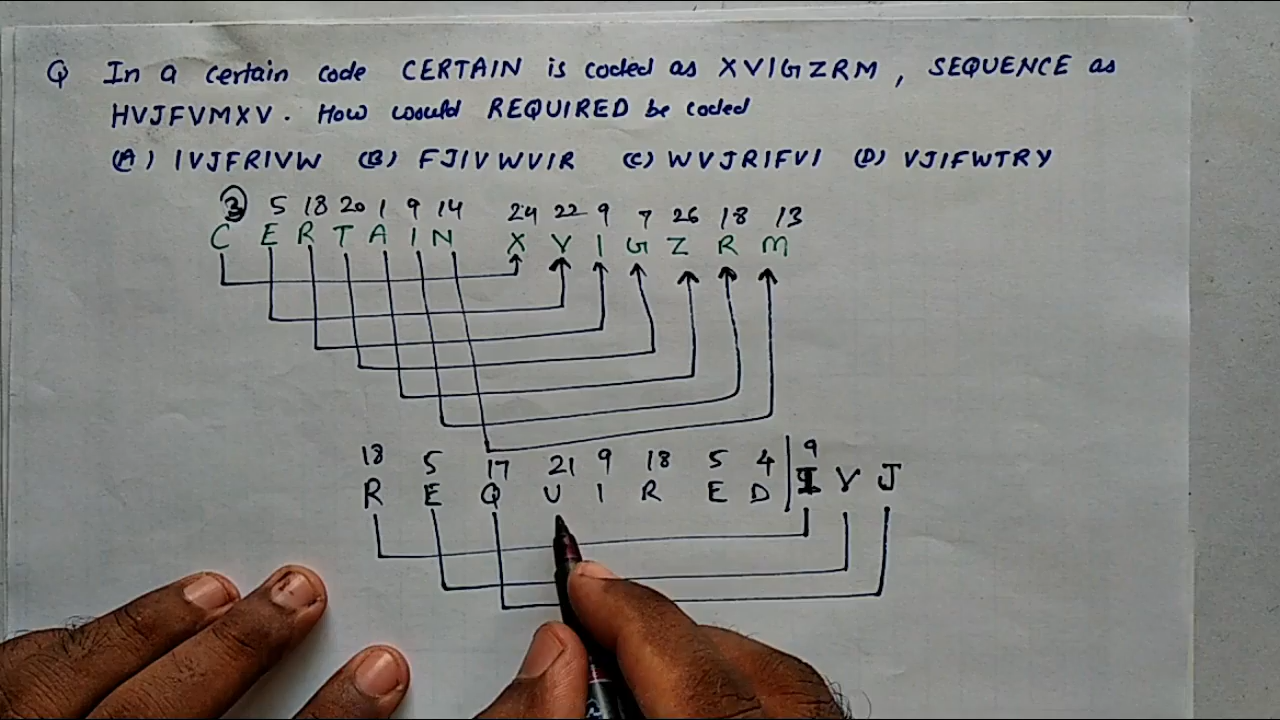 Q In a certain code CERTAIN is coded as XVIGZRM, SEQUENCE as
HVJFVMXV. How would REQUIRED be coded
(A) IVJFRIVW (B) FJIVWVIR (C) WVJRIFVI (D) VJIFWTRY
3 5 18 20 1 9 14 24 22 9 7 26 18 13
C E R T A I N X V I G Z R M
18 5 17 21 9 18 5 4 9
R E Q U I R E D I V J